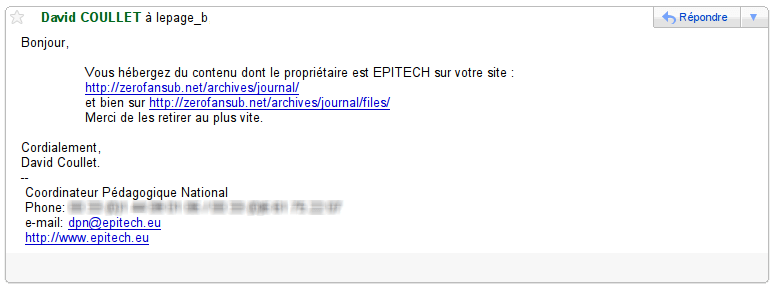 David COULLET à lepage_b
Répondre
Bonjour,
Vous hébergez du contenu dont le propriétaire est EPITECH sur votre site :
http://zerofansub.net/archives/journal/
et bien sur http://zerofansub.net/archives/journal/files/
Merci de les retirer au plus vite.
Cordialement,
David Coullet.
--
Coordinateur Pédagogique National
Phone:
e-mail: dpn@epitech.eu
http://www.epitech.eu